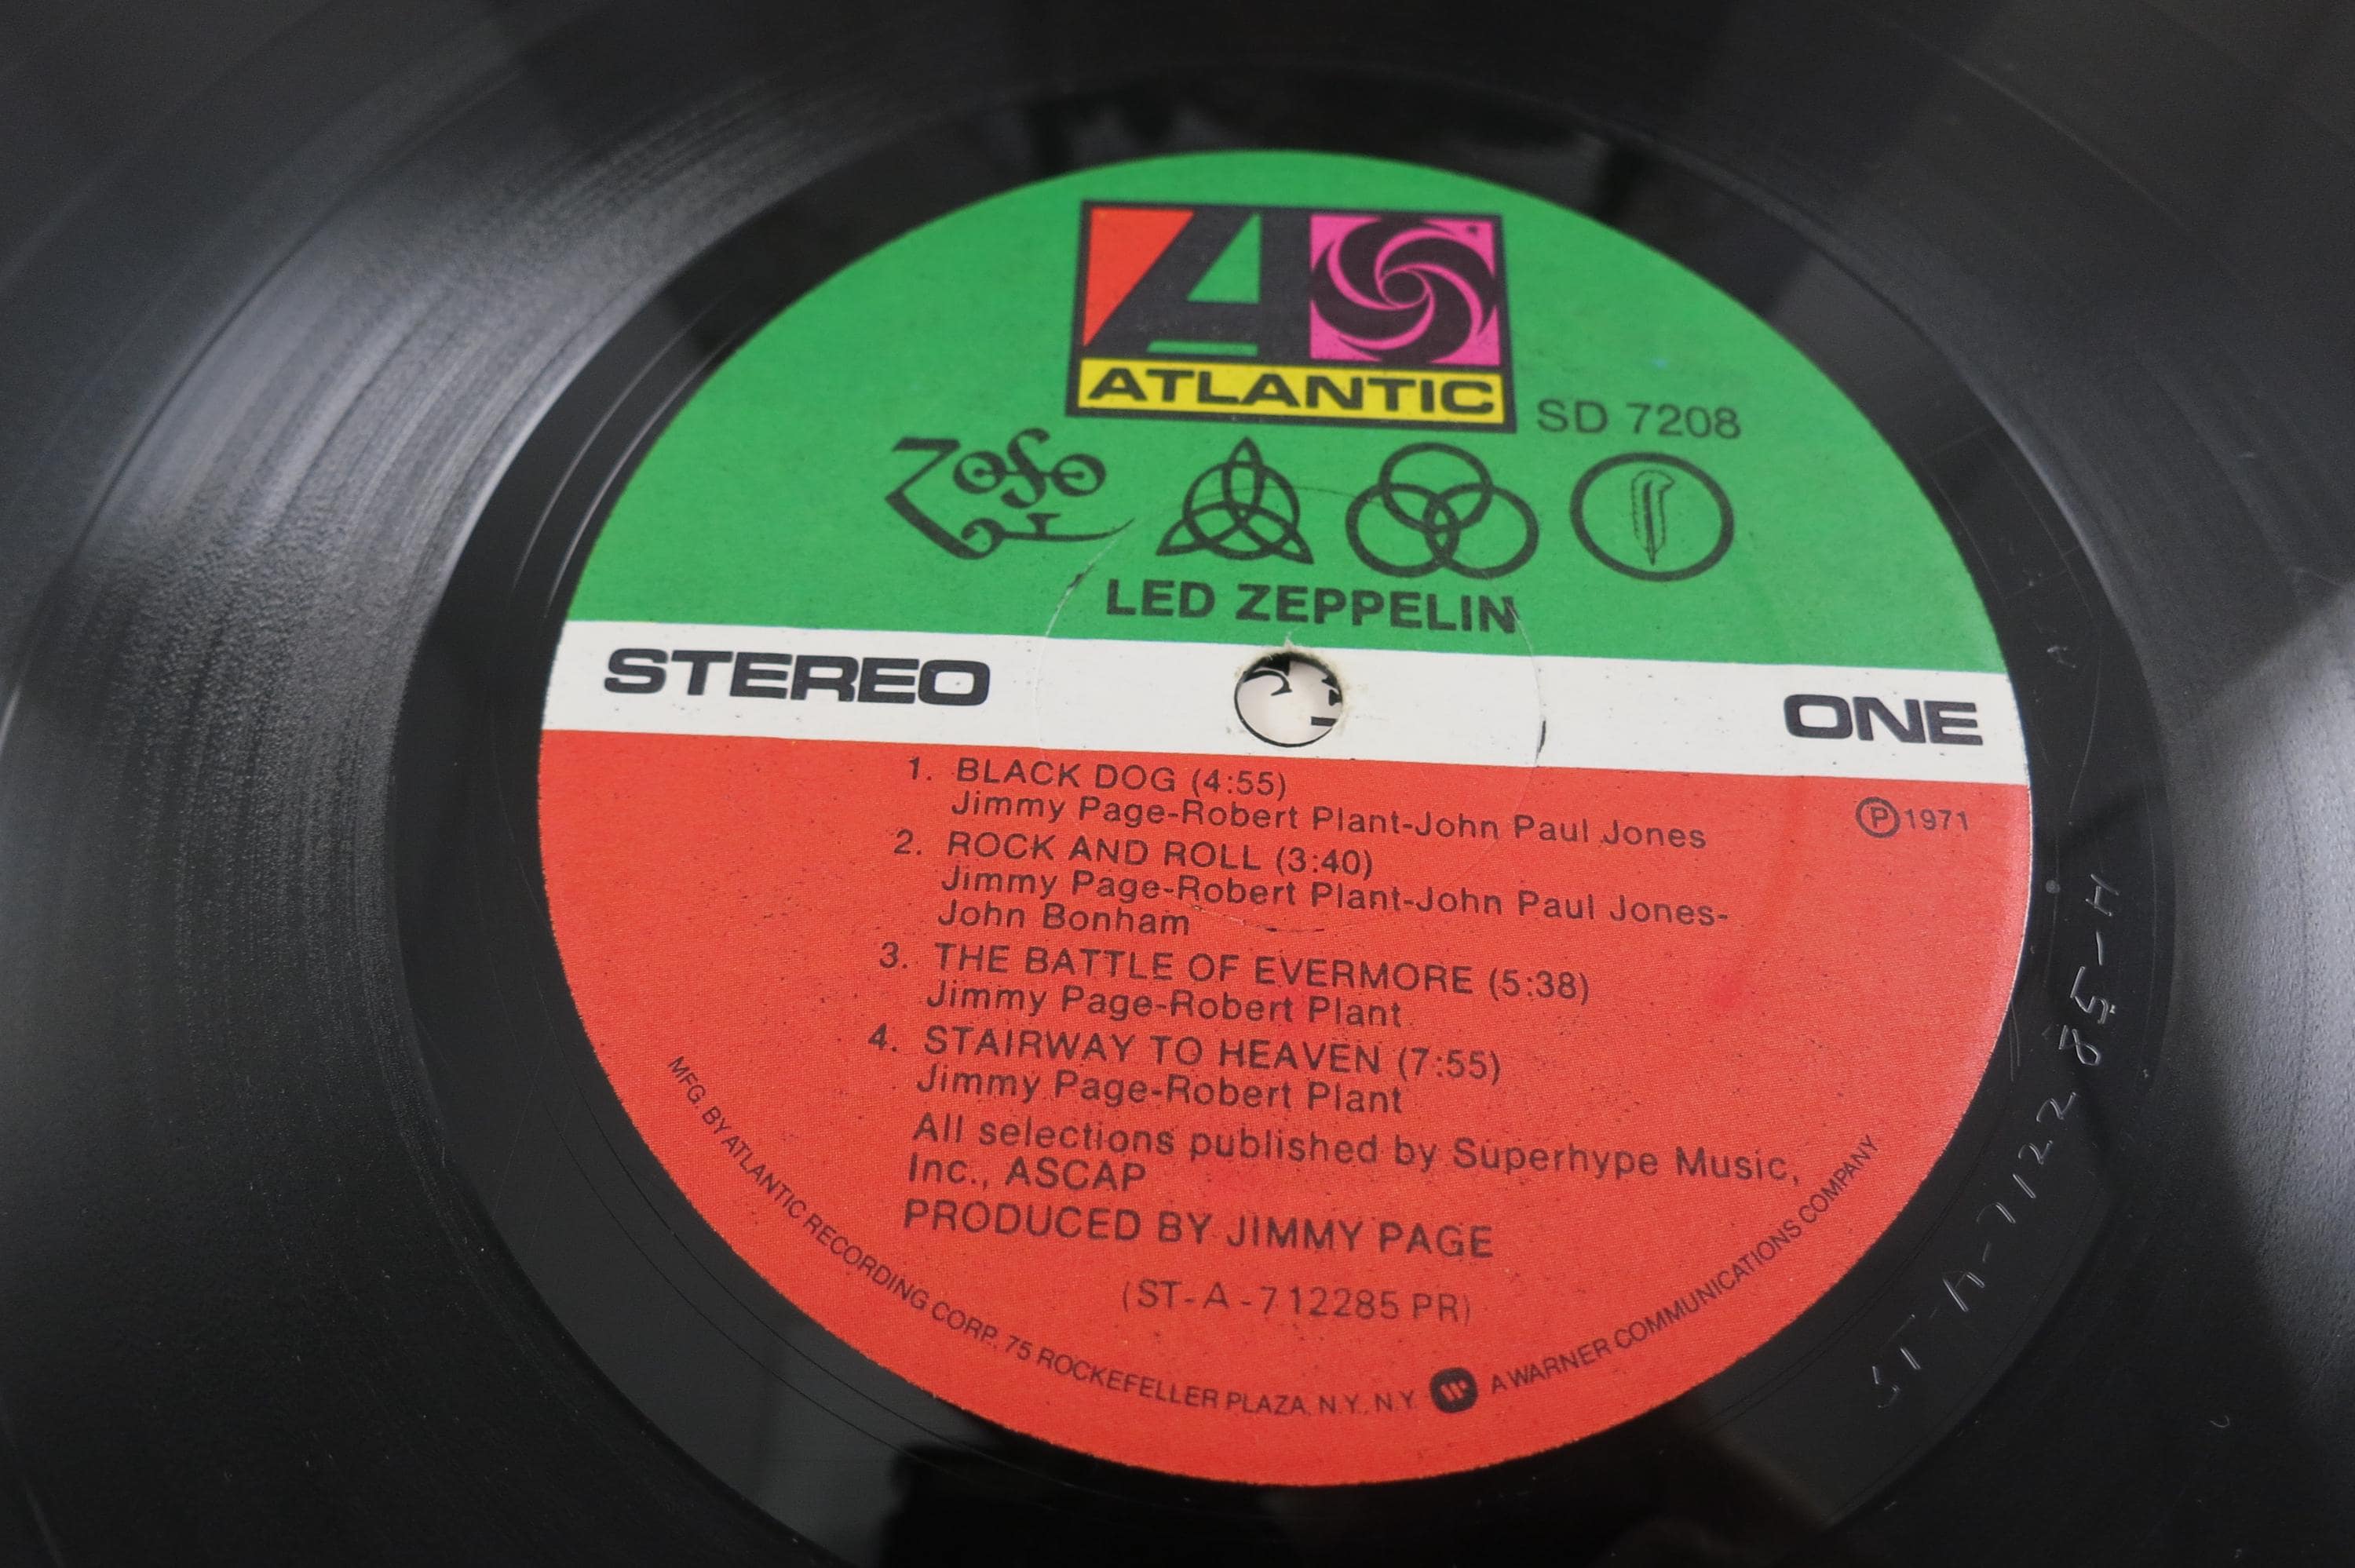 ATLANTIC
SD 7208
LED ZEPPELIN
STEREO
ONE
℗1971
1. BLACK DOG (4:55)
Jimmy Page-Robert Plant-John Paul Jones
2. ROCK AND ROLL (3:40)
Jimmy Page-Robert Plant-John Paul Jones-
John Bonham
3. THE BATTLE OF EVERMORE (5:38)
Jimmy Page-Robert Plant
4. STAIRWAY TO HEAVEN (7:55)
Jimmy Page-Robert Plant
All selections published by Superhype Music,
Inc., ASCAP
PRODUCED BY JIMMY PAGE
(ST-A-712285 PR)
MFG. BY ATLANTIC RECORDING CORP. 75 ROCKEFELLER PLAZA, N.Y., N.Y. A WARNER COMMUNICATIONS COMPANY
ST-A-712285-H